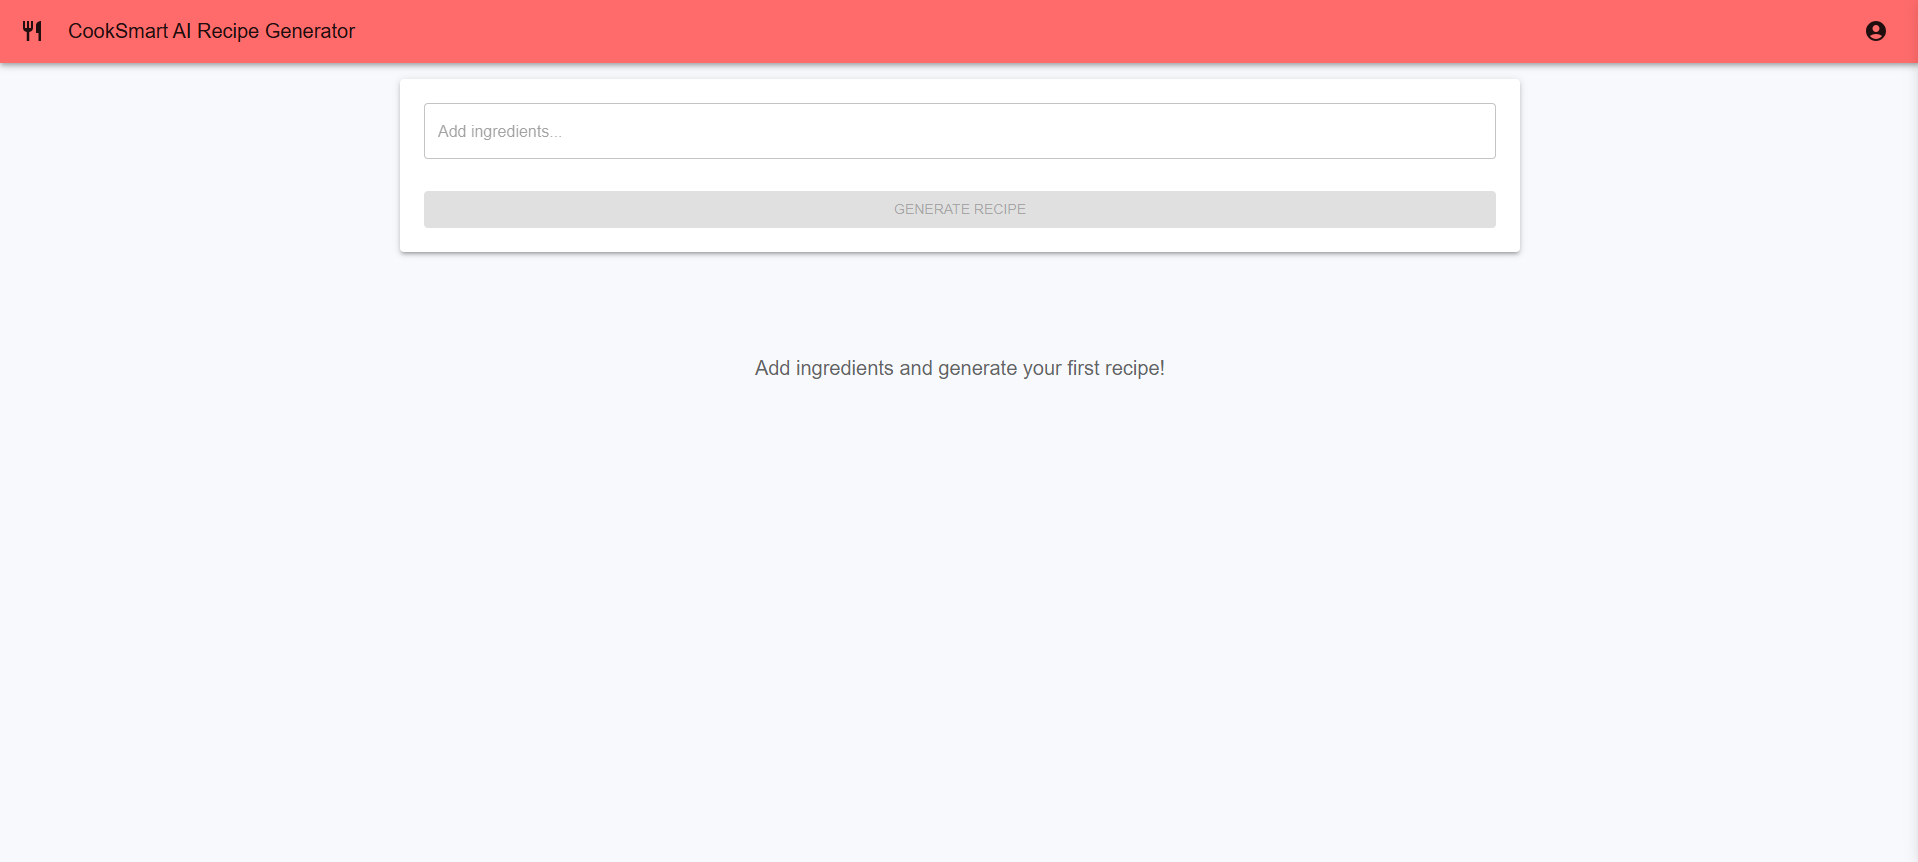 CookSmart AI Recipe Generator
Add ingredients...
GENERATE RECIPE
Add ingredients and generate your first recipe!